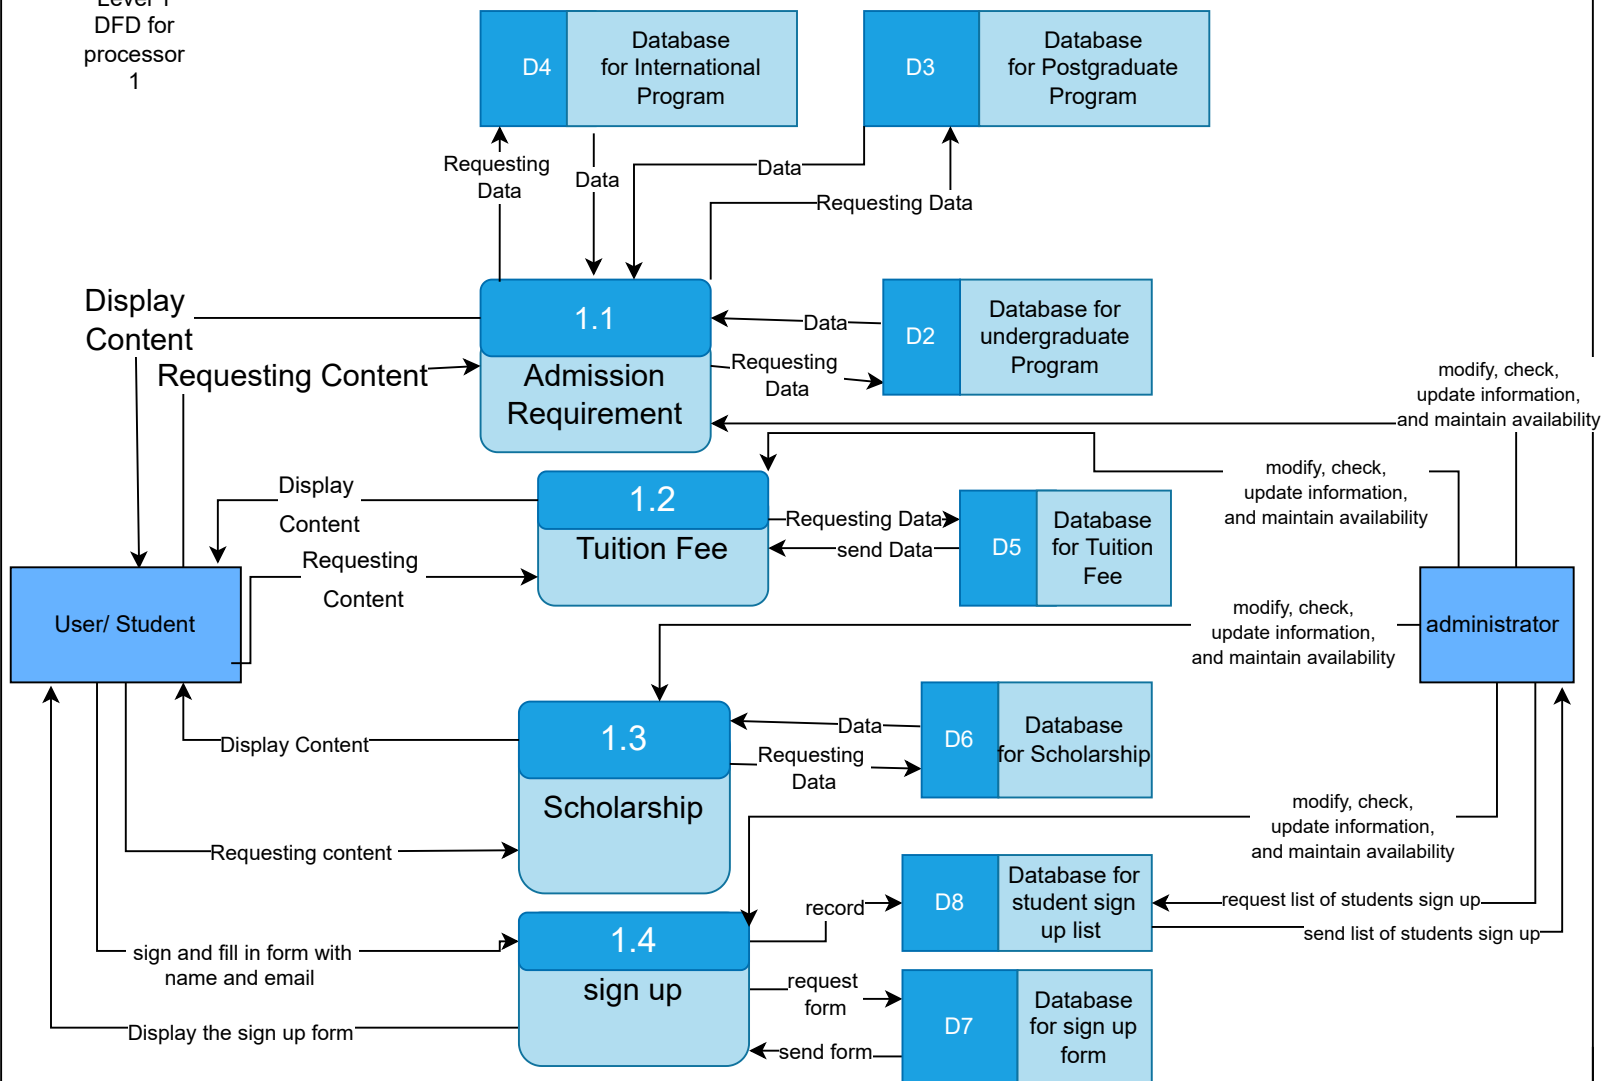 Level 1
DFD for
processor
1
D4
Database
for International
Program
D3
Database
for Postgraduate
Program
Requesting
Data
Data
Data
Requesting Data
Display
Content
Requesting Content
1.1
Admission
Requirement
Data
Requesting
Data
D2
Database for
undergraduate
Program
modify, check,
update information,
and maintain availability
Display
Content
Requesting
Content
1.2
Tuition Fee
Requesting Data
send Data
D5
Database
for Tuition
Fee
modify, check,
update information,
and maintain availability
User/ Student
modify, check,
update information,
and maintain availability
administrator
Display Content
Requesting content
1.3
Scholarship
Data
Requesting
Data
D6
Database
for Scholarship
modify, check,
update information,
and maintain availability
sign and fill in form with
name and email
Display the sign up form
1.4
sign up
record
request
form
send form
D8
Database for
student sign
up list
request list of students sign up
send list of students sign up
D7
Database
for sign up
form